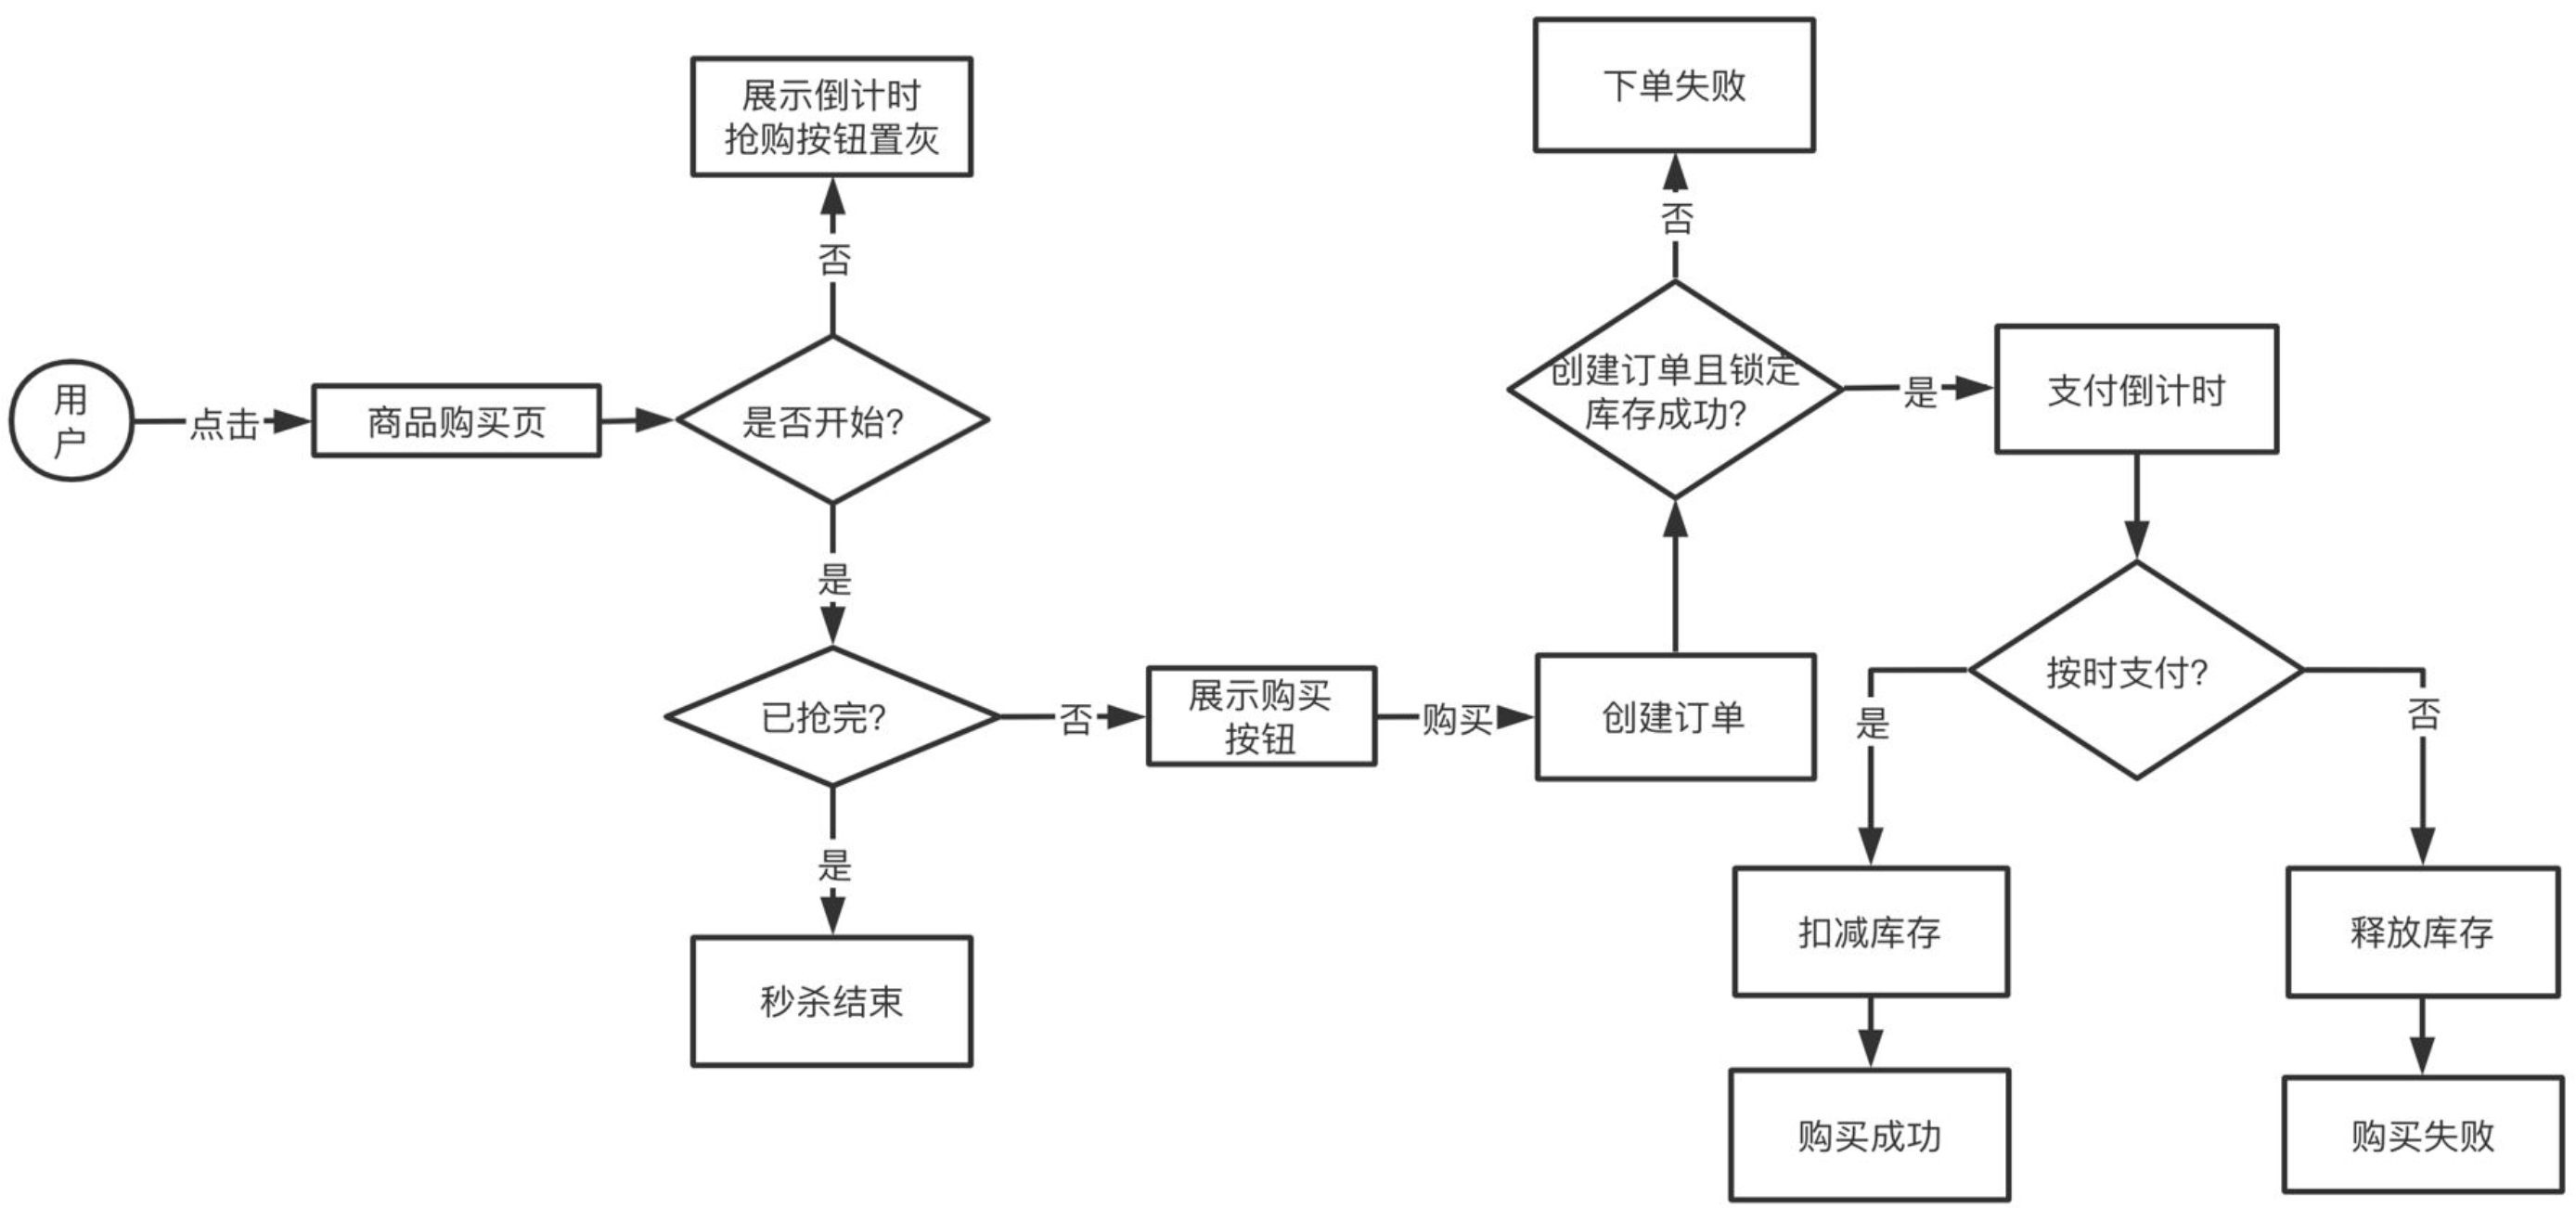 用
户
点击
商品购买页
是否开始?
否
展示倒计时
抢购按钮置灰
是
已抢完?
是
秒杀结束
否
展示购买
按钮
购买
创建订单
创建订单且锁定
库存成功?
否
下单失败
是
支付倒计时
按时支付?
是
扣减库存
购买成功
否
释放库存
购买失败